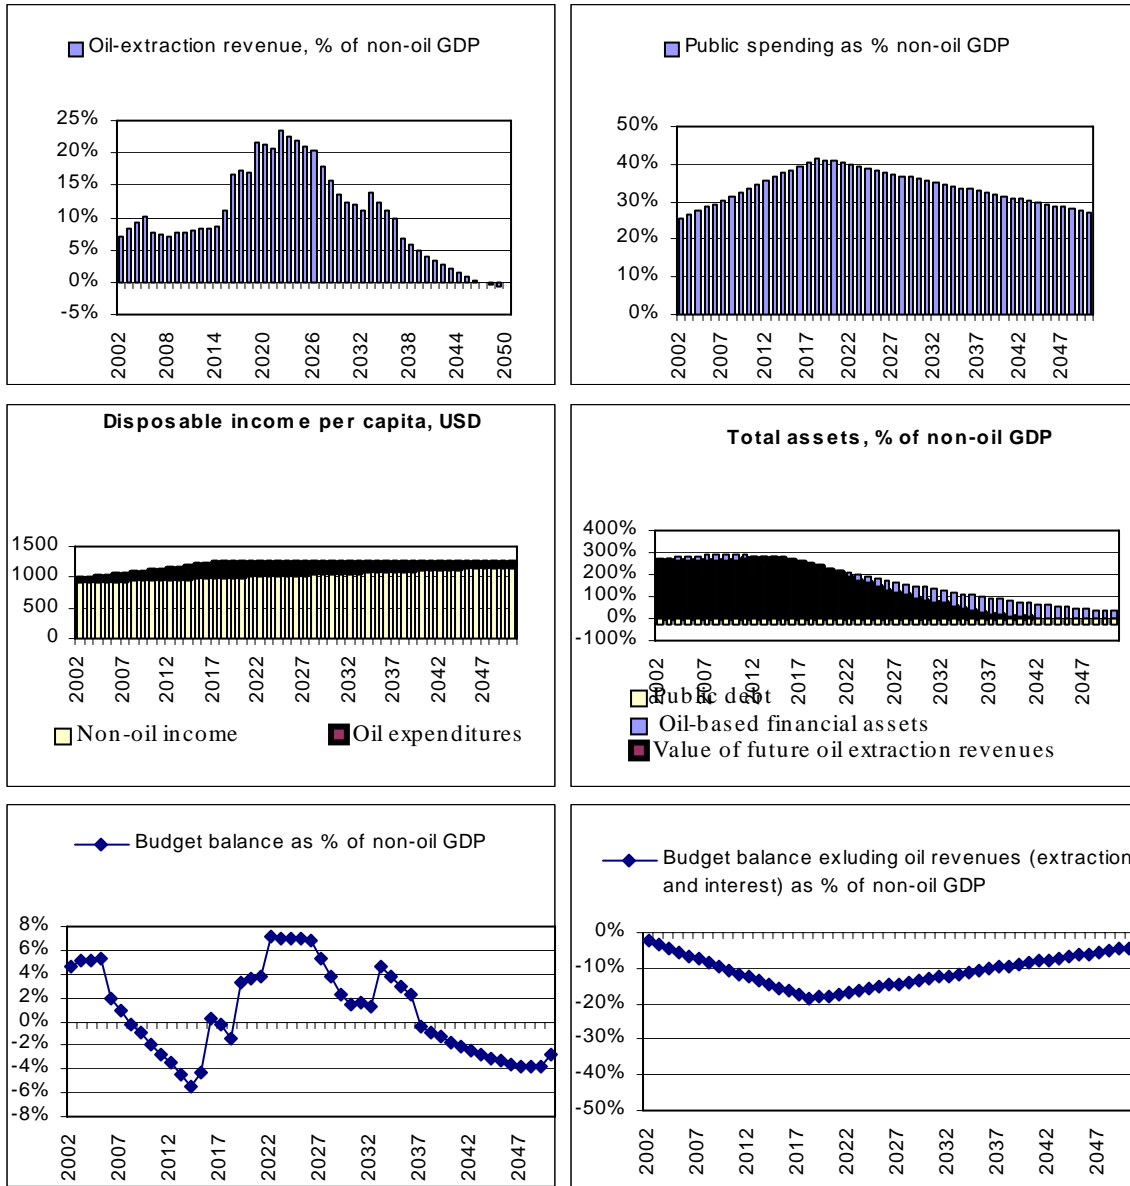 Oil-extraction revenue, % of non-oil GDP
25%
20%
15%
10%
5%
0%
-5%
2002 2008 2014 2020 2026 2032 2038 2044 2050
Public spending as % non-oil GDP
50%
40%
30%
20%
10%
0%
2002 2007 2012 2017 2022 2027 2032 2037 2042 2047
Disposable income per capita, USD
1500
1000
500
0
2002 2007 2012 2017 2022 2027 2032 2037 2042 2047
Non-oil income Oil expenditures
Total assets, % of non-oil GDP
400%
300%
200%
100%
0%
-100%
2002 2007 2012 2017 2022 2027 2032 2037 2042 2047
Public debt
Oil-based financial assets
Value of future oil extraction revenues
Budget balance as % of non-oil GDP
8%
6%
4%
2%
0%
-2%
-4%
-6%
-8%
2002 2007 2012 2017 2022 2027 2032 2037 2042 2047
Budget balance exluding oil revenues (extraction
and interest) as % of non-oil GDP
0%
-10%
-20%
-30%
-40%
-50%
2002 2007 2012 2017 2022 2027 2032 2037 2042 2047